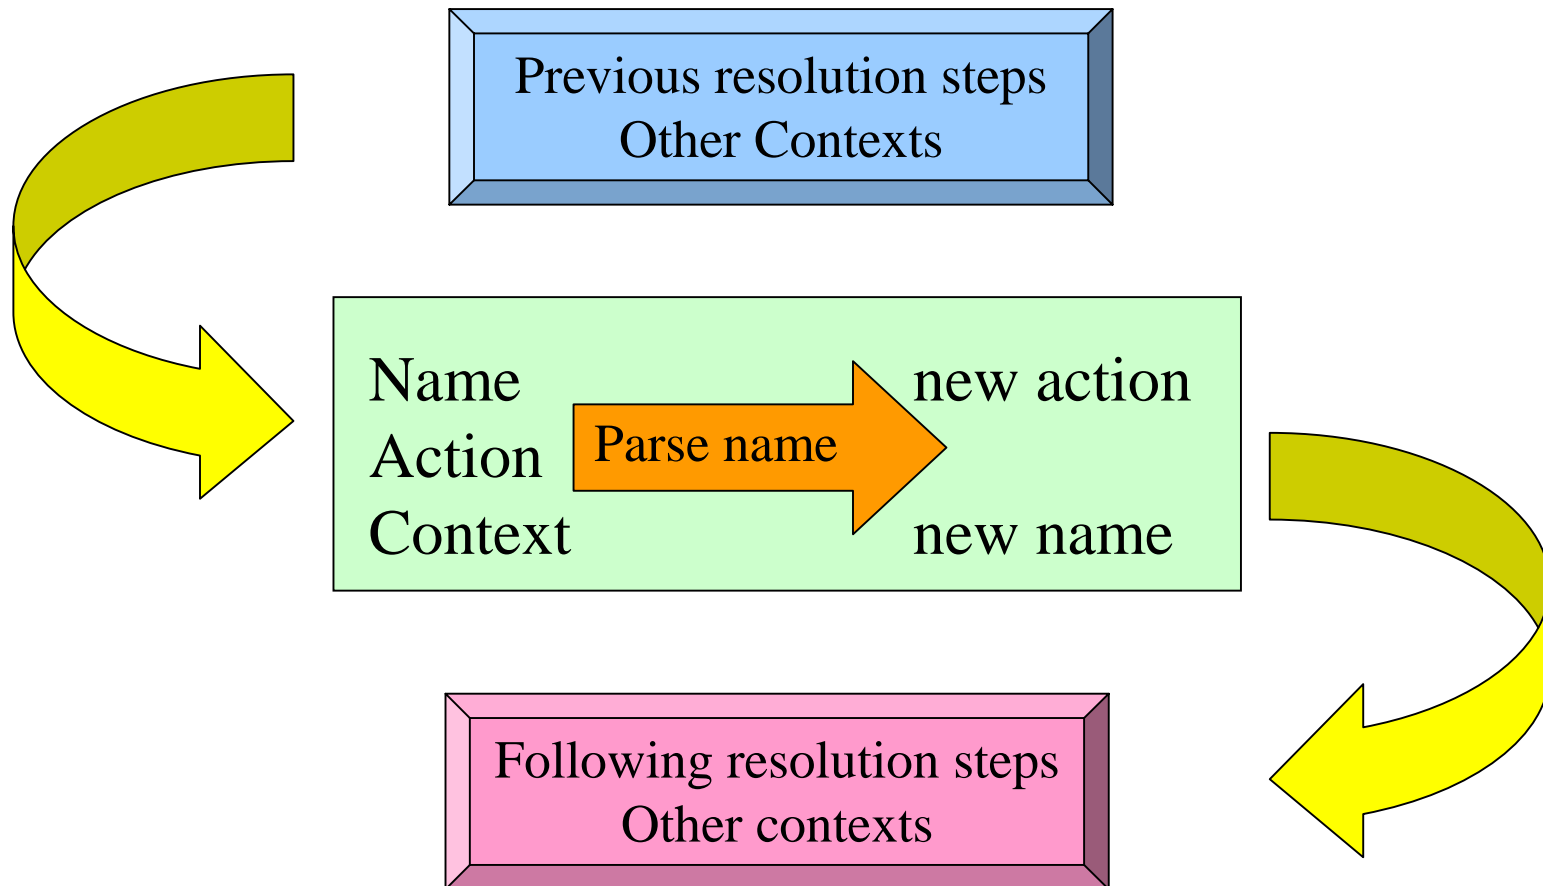 Previous resolution steps
Other Contexts
Name
Action
Context
Parse name
new action
new name
Following resolution steps
Other contexts